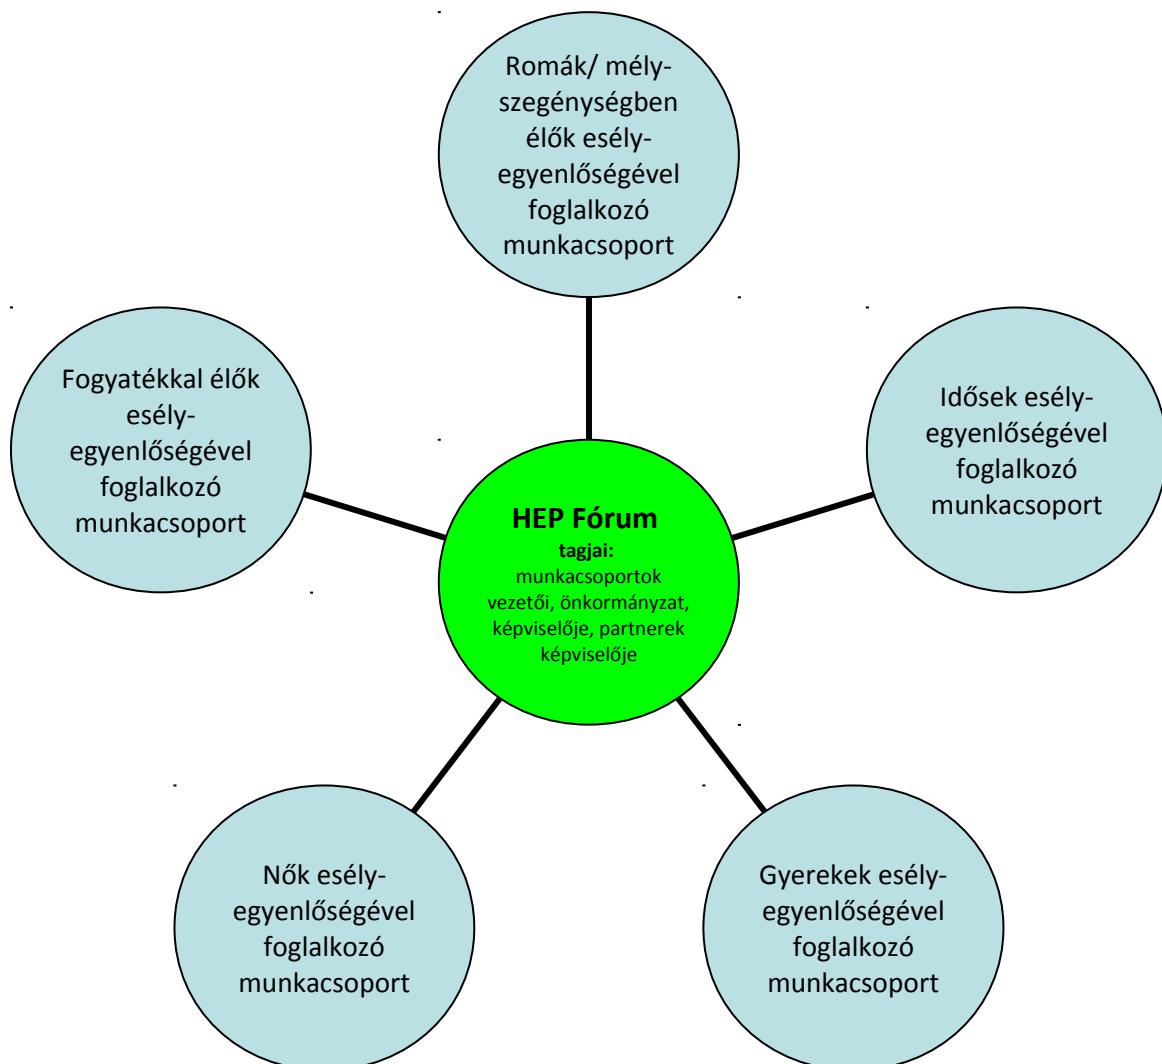 Romák/ mély-
szegénységben
élők esély-
egyenlőségével
foglalkozó
munkacsoport
Fogyatékkal élők
esély-
egyenlőségével
foglalkozó
munkacsoport
Idősek esély-
egyenlőségével
foglalkozó
munkacsoport
HEP Fórum
tagjai:
munkacsoportok
vezetői, önkormányzat,
képviselője, partnerek
képviselője
Nők esély-
egyenlőségével
foglalkozó
munkacsoport
Gyerekek esély-
egyenlőségével
foglalkozó
munkacsoport